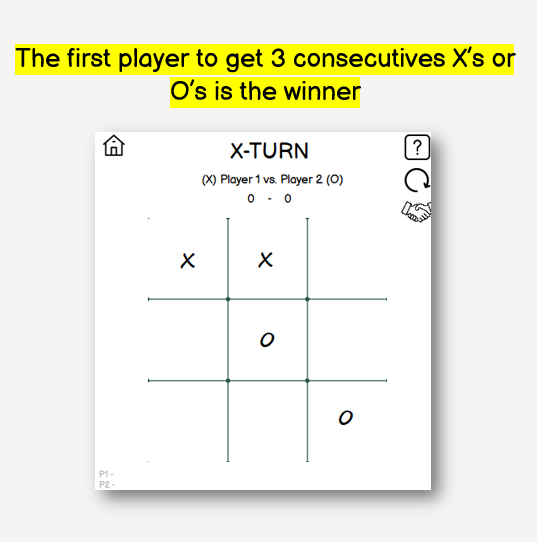 The first player to get 3 consecutives X's or
O's is the winner
?
X-TURN
(X) Player 1 vs. Player 2 (O)
0 - 0
X X
O
O
P1 -
P2 -